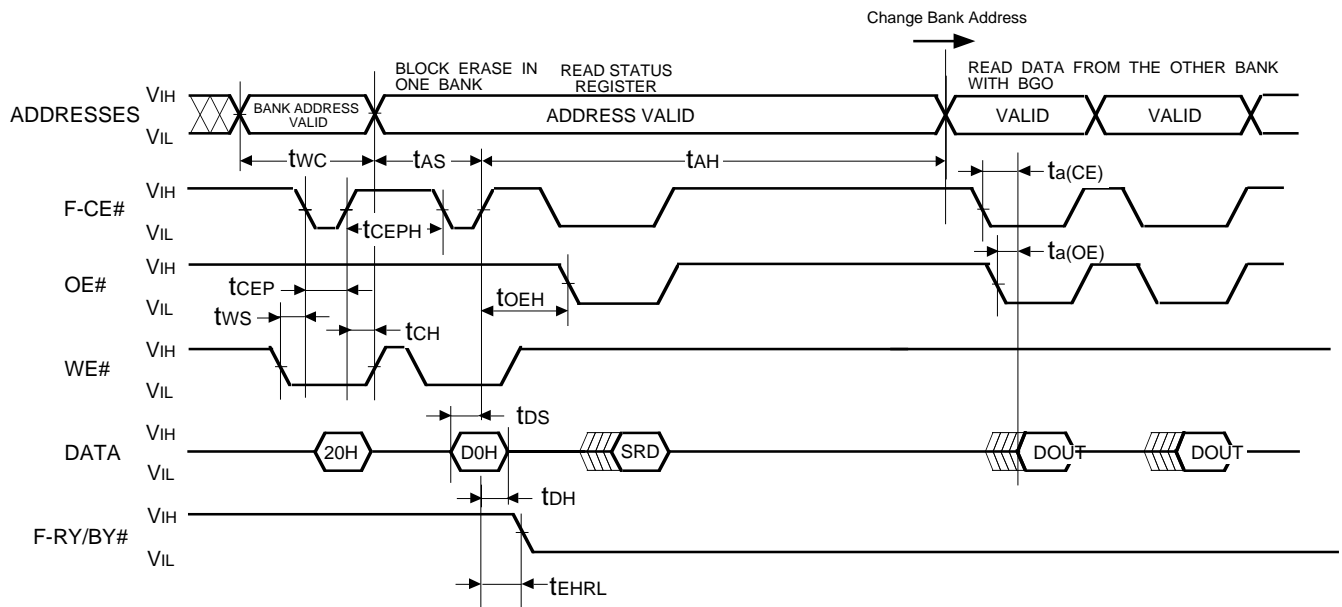 Change Bank Address
BLOCK ERASE IN
ONE BANK
READ STATUS
REGISTER
READ DATA FROM THE OTHER BANK
WITH BGO
ADDRESSES
VIH
VIL
BANK ADDRESS
VALID
ADDRESS VALID
VALID
VALID
tWC
tAS
tAH
ta(CE)
F-CE#
VIH
VIL
tCEPH
ta(OE)
OE#
VIH
VIL
tCEP
tOEH
tWS
tCH
WE#
VIH
VIL
tDS
DATA
VIH
VIL
20H
D0H
SRD
DOUT
DOUT
tDH
F-RY/BY#
VIH
VIL
tEHRL